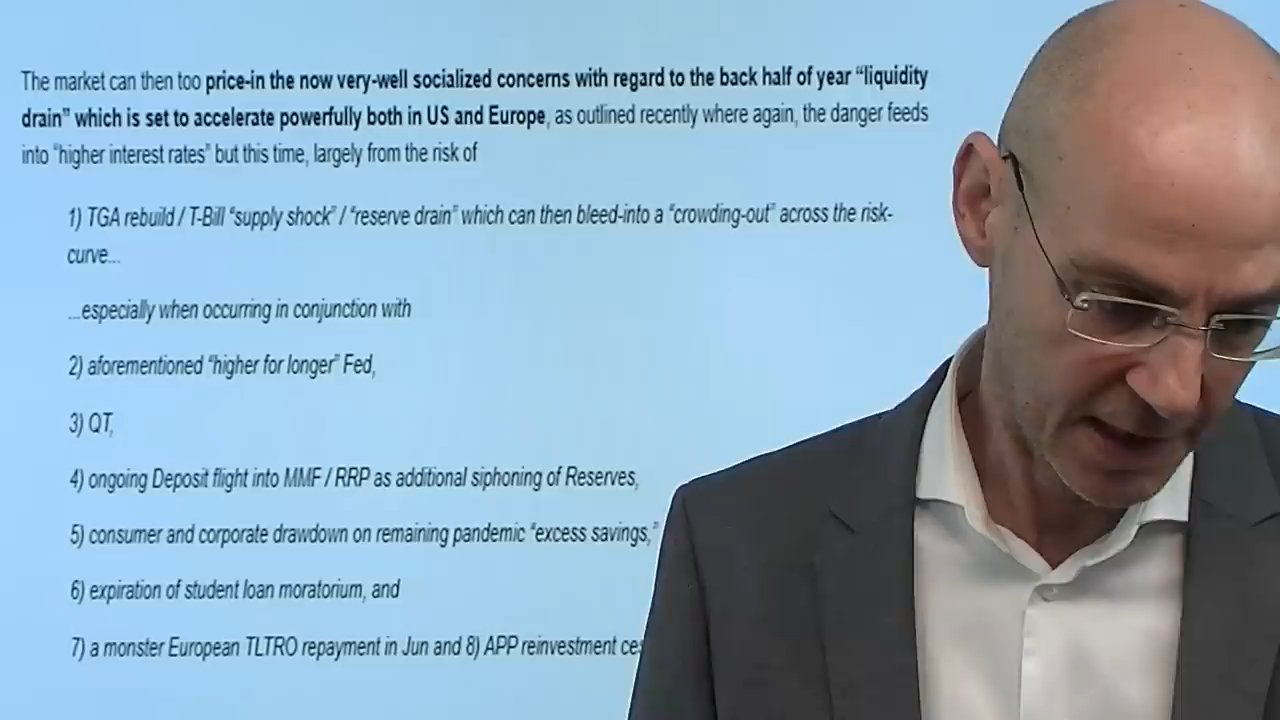 The market can then too price-in the now very-well socialized concerns with regard to the back half of year “liquidity
drain” which is set to accelerate powerfully both in US and Europe, as outlined recently where again, the danger feeds
into “higher interest rates” but this time, largely from the risk of
1) TGA rebuild / T-Bill “supply shock” / “reserve drain” which can then bleed-into a “crowding-out” across the risk-
curve...
...especially when occurring in conjunction with
2) aforementioned “higher for longer” Fed,
3) QT,
4) ongoing Deposit flight into MMF / RRP as additional siphoning of Reserves,
5) consumer and corporate drawdown on remaining pandemic “excess savings,”
6) expiration of student loan moratorium, and
7) a monster European TLTRO repayment in Jun and 8) APP reinvestment